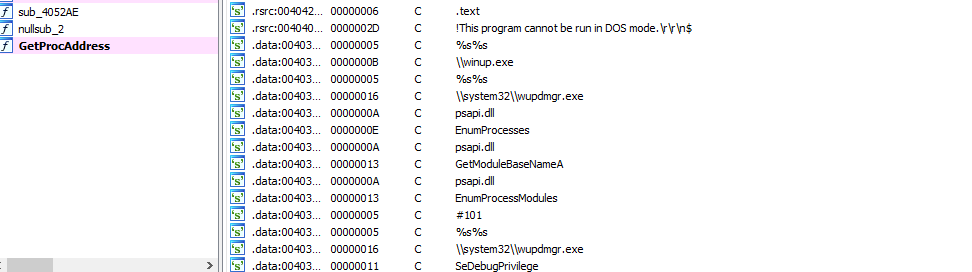 f sub_4052AE
f nullsub_2
f GetProcAddress
's' .rsrc:004042... 00000006 C .text
's' .rsrc:004040... 0000002D C !This program cannot be run in DOS mode.\r\r\n$
's' .data:00403... 00000005 C %s%s
's' .data:00403... 0000000B C \\winup.exe
's' .data:00403... 00000005 C %s%s
's' .data:00403... 00000016 C \\system32\\wupdmgr.exe
's' .data:00403... 0000000A C psapi.dll
's' .data:00403... 0000000E C EnumProcesses
's' .data:00403... 0000000A C psapi.dll
's' .data:00403... 00000013 C GetModuleBaseNameA
's' .data:00403... 0000000A C psapi.dll
's' .data:00403... 00000013 C EnumProcessModules
's' .data:00403... 00000005 C #101
's' .data:00403... 00000005 C %s%s
's' .data:00403... 00000016 C \\system32\\wupdmgr.exe
's' .data:00403... 00000011 C SeDebugPrivilege